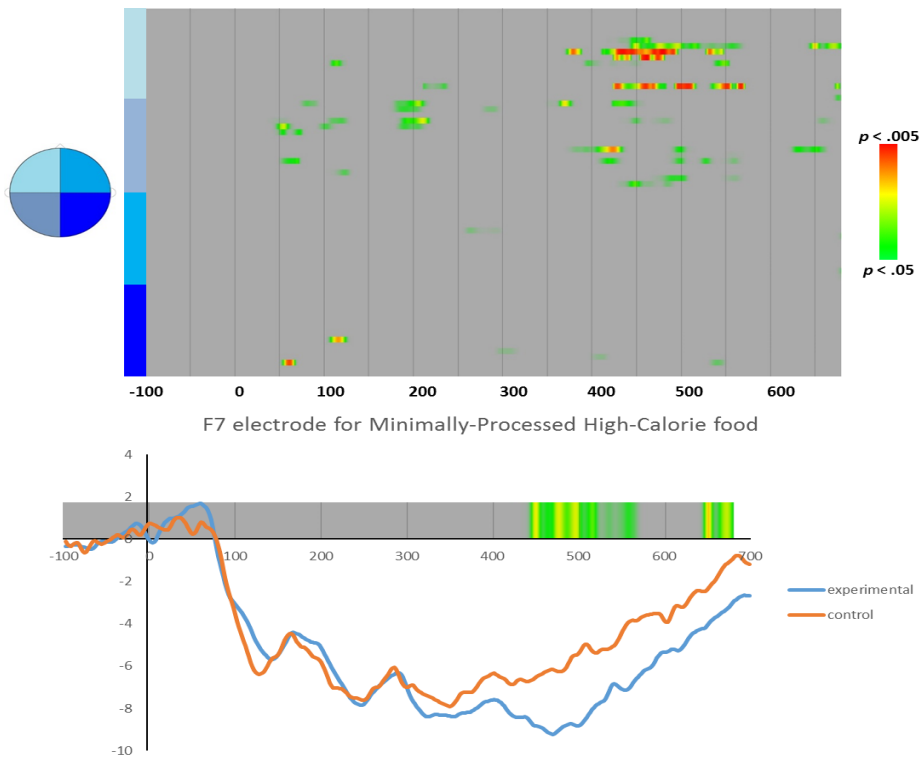 p < .005
p < .05
-100 0 100 200 300 400 500 600
F7 electrode for Minimally-Processed High-Calorie food
4
2
0
-100 0 100 200 300 400 500 600 700
-2
experimental
control
-4
-6
-8
-10